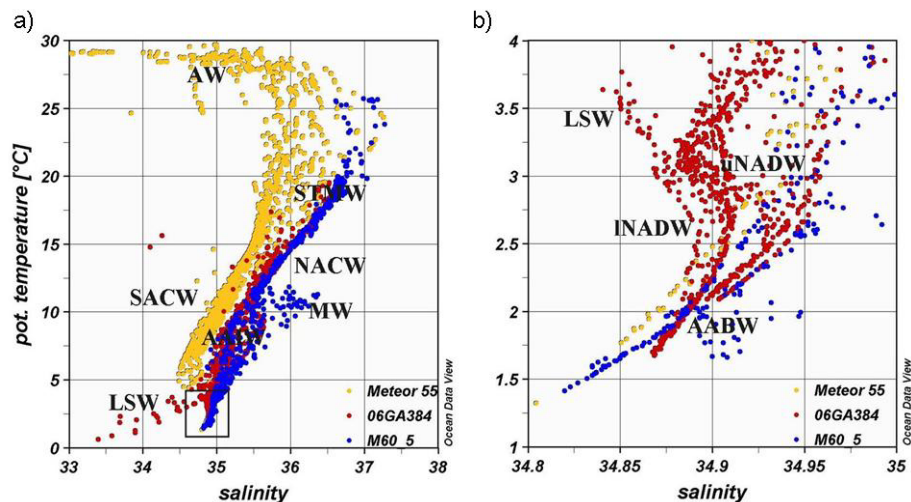 a)
30
25
20
15
10
5
0
pot. temperature [°C]
AW
STMW
NACW
SACW
MW
AAIW
LSW
Meteor 55
06GA384
M60_5
Ocean Data View
33
34
35
36
37
38
salinity
b)
4
3.5
3
2.5
2
1.5
1
LSW
uNADW
lNADW
AABW
Meteor 55
06GA384
M60_5
Ocean Data View
34.8
34.85
34.9
34.95
35
salinity